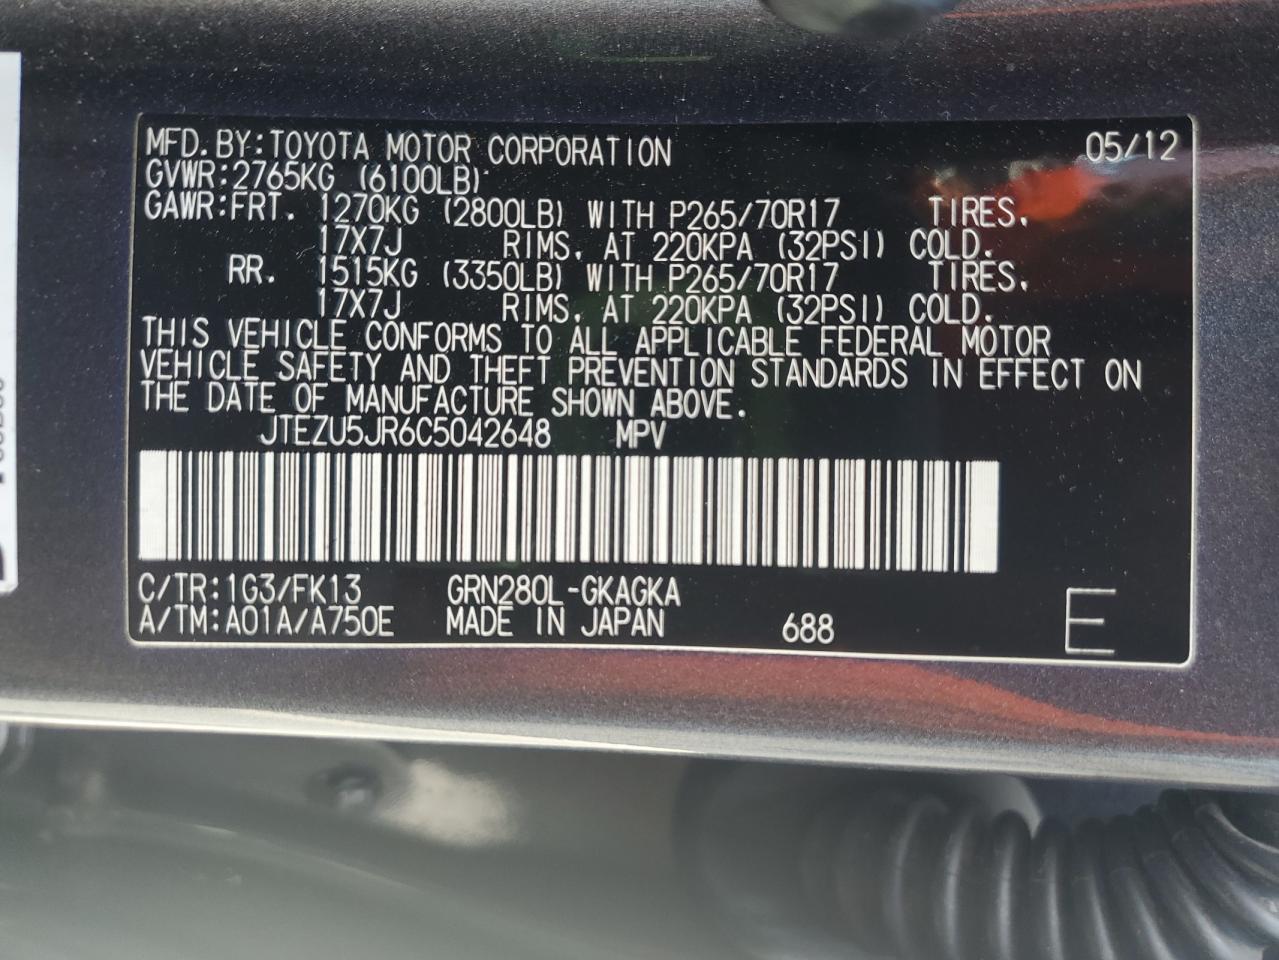 MFD. BY: TOYOTA MOTOR CORPORATION 05/12
GVWR: 2765KG (6100LB)
GAWR: FRT. 1270KG (2800LB) WITH P265/70R17 TIRES,
17X7J RIMS, AT 220KPA (32PSI) COLD.
RR. 1515KG (3350LB) WITH P265/70R17 TIRES,
17X7J RIMS, AT 220KPA (32PSI) COLD.
THIS VEHICLE CONFORMS TO ALL APPLICABLE FEDERAL MOTOR
VEHICLE SAFETY AND THEFT PREVENTION STANDARDS IN EFFECT ON
THE DATE OF MANUFACTURE SHOWN ABOVE.
JTEZU5JR6C5042648 MPV
C/TR: 1G3/FK13 GRN280L-GKAGKA
A/TM: A01A/A750E MADE IN JAPAN 688 E